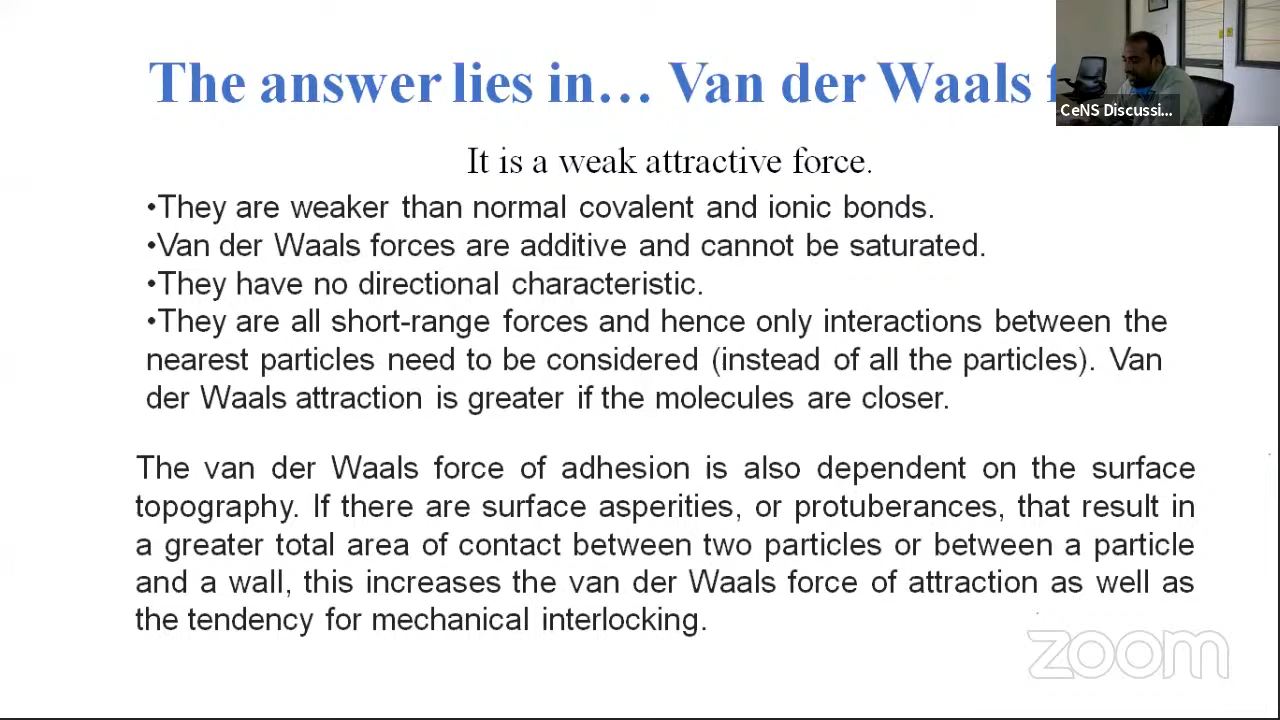 The answer lies in… Van der Waals f
CeNS Discussi...
It is a weak attractive force.
•They are weaker than normal covalent and ionic bonds.
•Van der Waals forces are additive and cannot be saturated.
•They have no directional characteristic.
•They are all short-range forces and hence only interactions between the
nearest particles need to be considered (instead of all the particles). Van
der Waals attraction is greater if the molecules are closer.
The van der Waals force of adhesion is also dependent on the surface
topography. If there are surface asperities, or protuberances, that result in
a greater total area of contact between two particles or between a particle
and a wall, this increases the van der Waals force of attraction as well as
the tendency for mechanical interlocking.
zoom